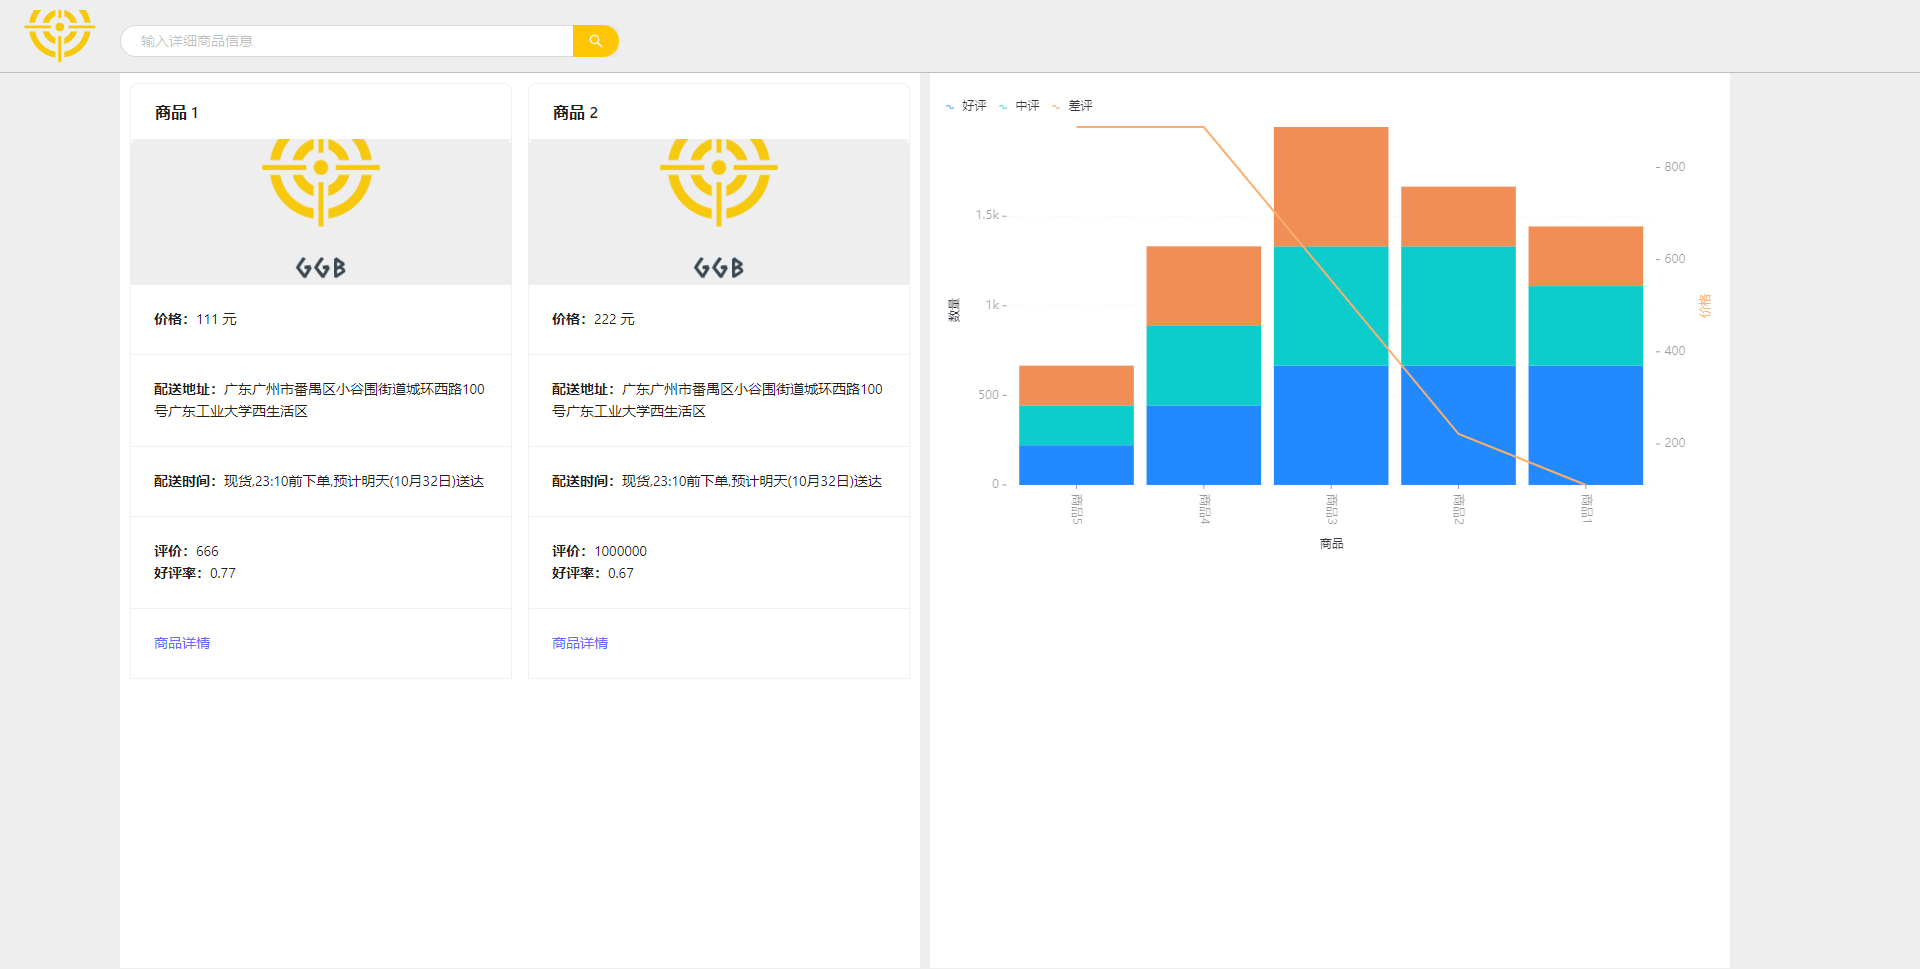 输入详细商品信息
商品 1
GGB
价格：111 元
配送地址：广东广州市番禺区小谷围街道城环西路100
号广东工业大学西生活区
配送时间：现货,23:10前下单,预计明天(10月32日)送达
评价：666
好评率：0.77
商品详情
商品 2
GGB
价格：222 元
配送地址：广东广州市番禺区小谷围街道城环西路100
号广东工业大学西生活区
配送时间：现货,23:10前下单,预计明天(10月32日)送达
评价：1000000
好评率：0.67
商品详情
好评 中评 差评
数量
1.5k
1k
500
0
800
600
400
200
价格
商品5
商品4
商品3
商品2
商品1
商品